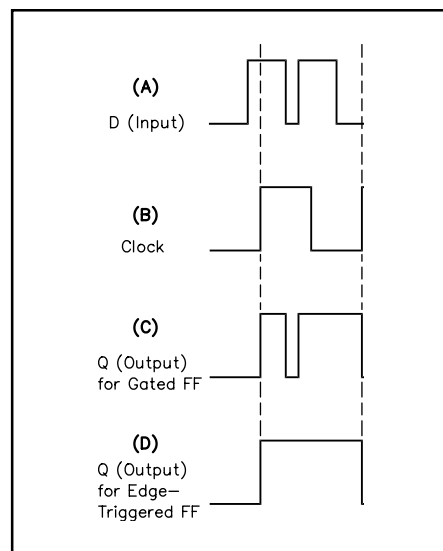 (A)
D (Input)
(B)
Clock
(C)
Q (Output)
for Gated FF
(D)
Q (Output)
for Edge–
Triggered FF